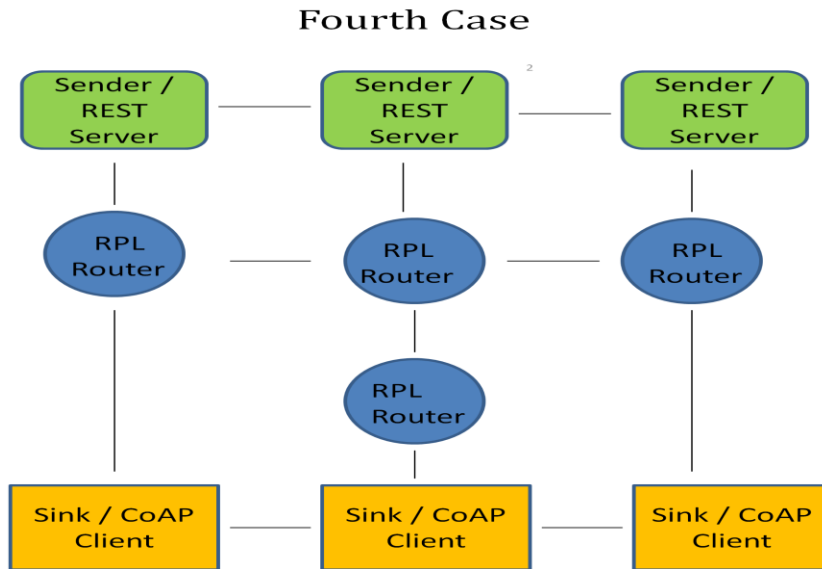 Fourth Case
2
Sender /
REST
Server
Sender /
REST
Server
Sender /
REST
Server
RPL
Router
RPL
Router
RPL
Router
RPL
Router
Sink / CoAP
Client
Sink / CoAP
Client
Sink / CoAP
Client